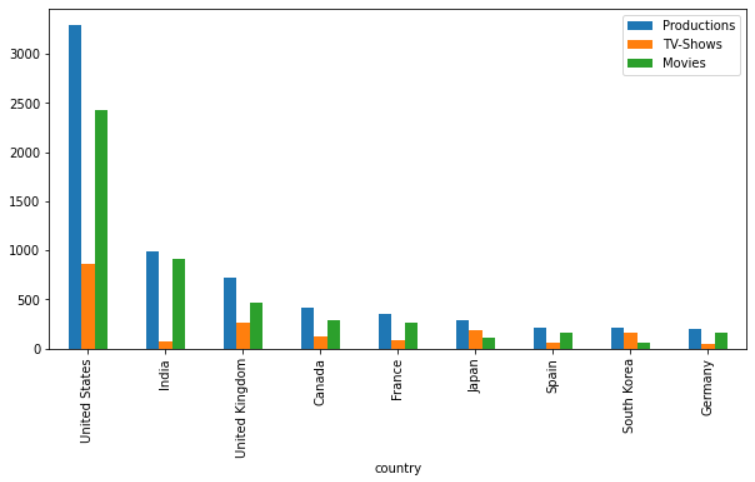 Productions
TV-Shows
Movies
3000
2500
2000
1500
1000
500
0
United States
India
United Kingdom
Canada
France
Japan
Spain
South Korea
Germany
country